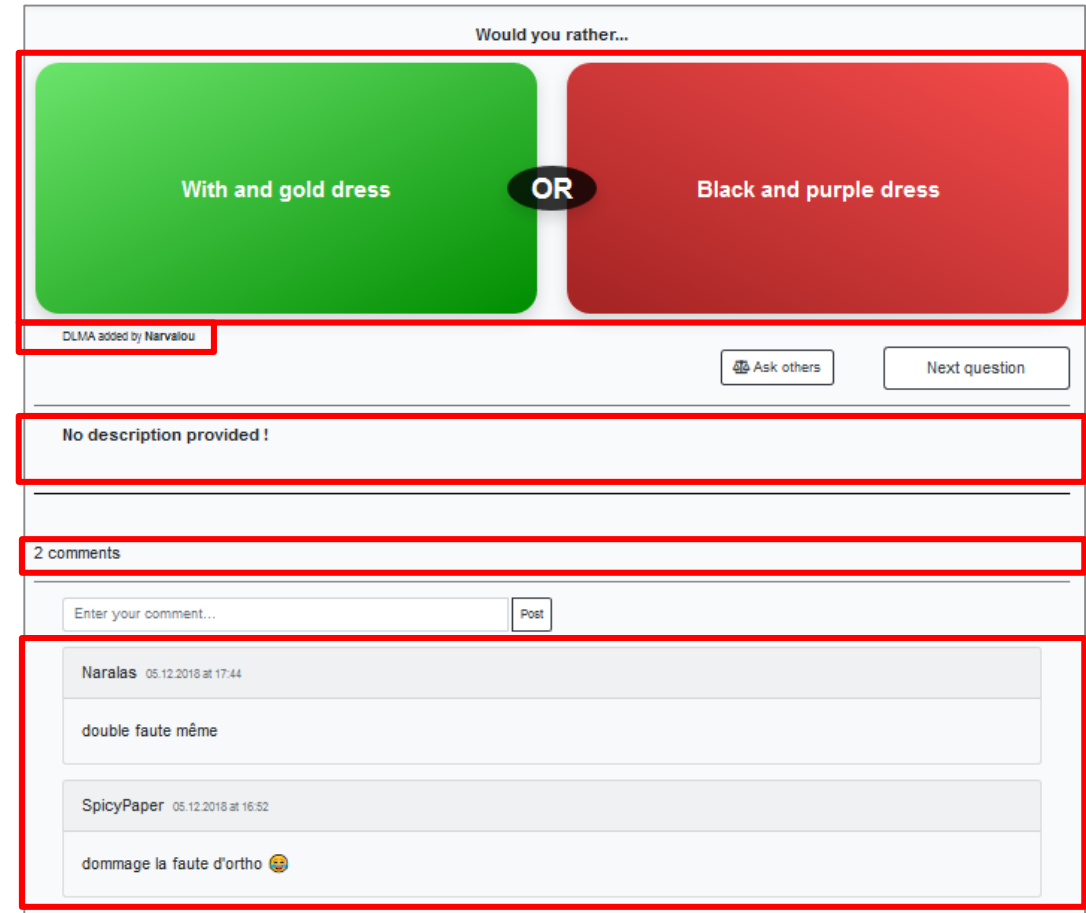 Would you rather...
With and gold dress
OR
Black and purple dress
DLMA added by Narvalou
Ask others
Next question
No description provided !
2 comments
Enter your comment...
Post
Naralas 05.12.2018 at 17:44
double faute même
SpicyPaper 05.12.2018 at 16:52
dommage la faute d'ortho 😂